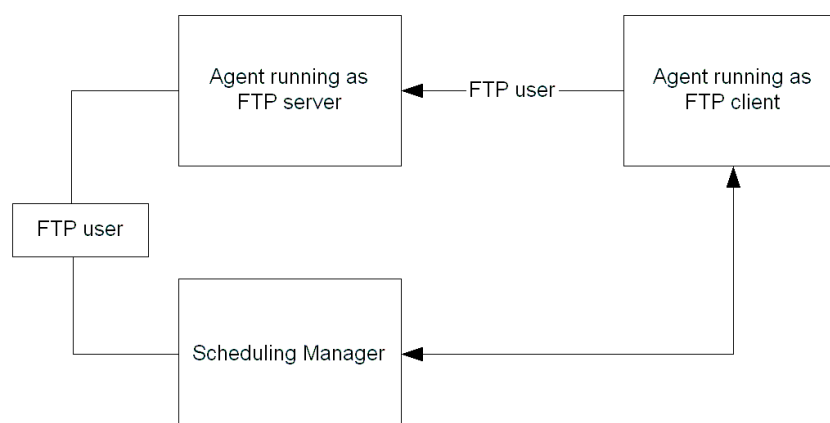 Agent running as
FTP server
FTP user
Agent running as
FTP client
FTP user
Scheduling Manager